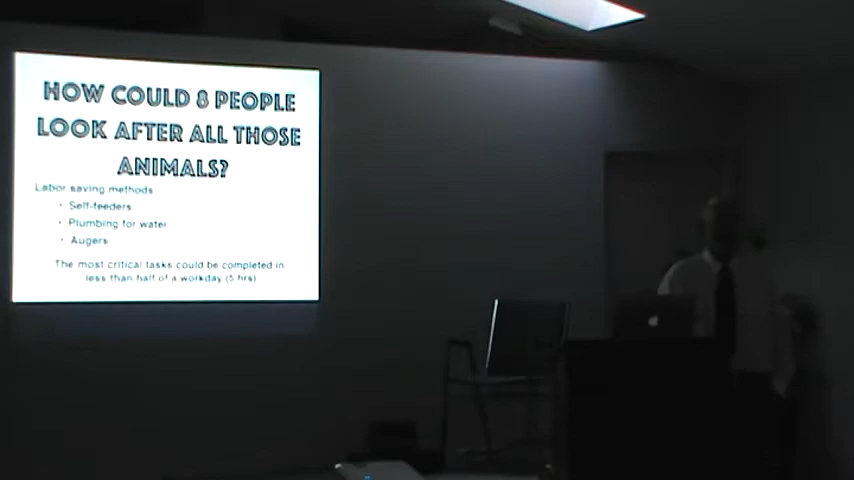 HOW COULD 8 PEOPLE
LOOK AFTER ALL THOSE
ANIMALS?
Labor saving methods
• Self-feeders
• Plumbing for water
• Augers
The most critical tasks could be completed in
less than half of a workday (5 hrs)